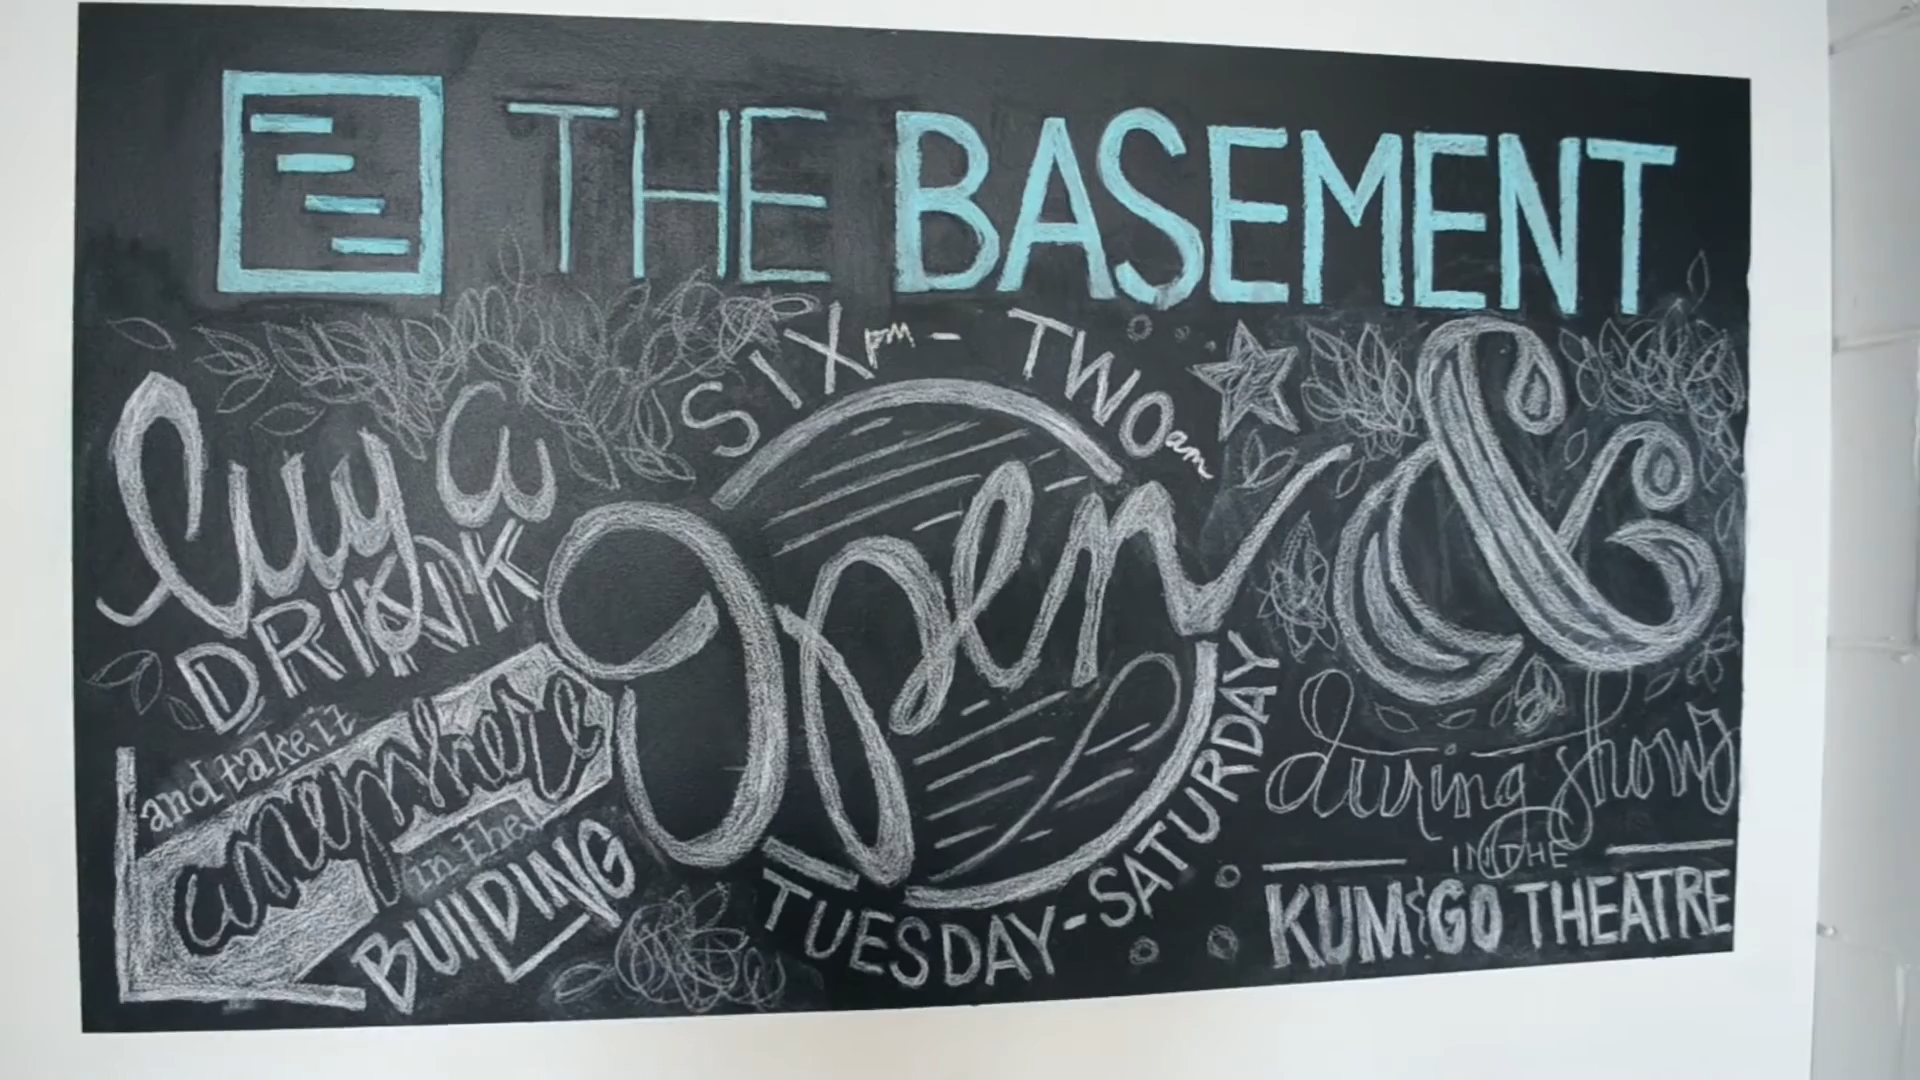 THE BASEMENT
SIX pm - TWO am
Open
TUESDAY-SATURDAY
buy a
DRINK
and take it
anywhere
in the
BUILDING
&
during shows
IN THE
KUM & GO THEATRE